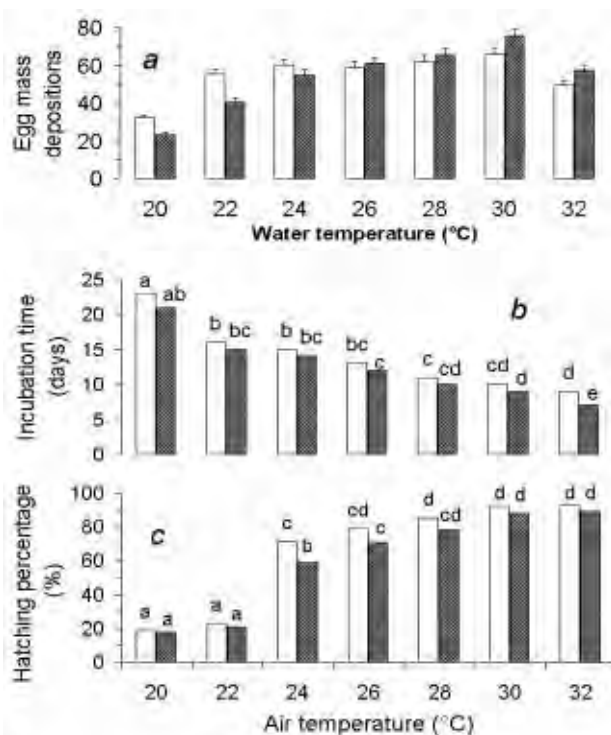 Egg mass
depositions
80
60
40
20
0
a
20 22 24 26 28 30 32
Water temperature (°C)
Incubation time
(days)
25
20
15
10
5
0
b
a ab b bc b bc bc c c cd cd d d e
Hatching percentage
(%)
100
80
60
40
20
0
c
a a a a c b cd c d cd d d d d
20 22 24 26 28 30 32
Air temperature (°C)